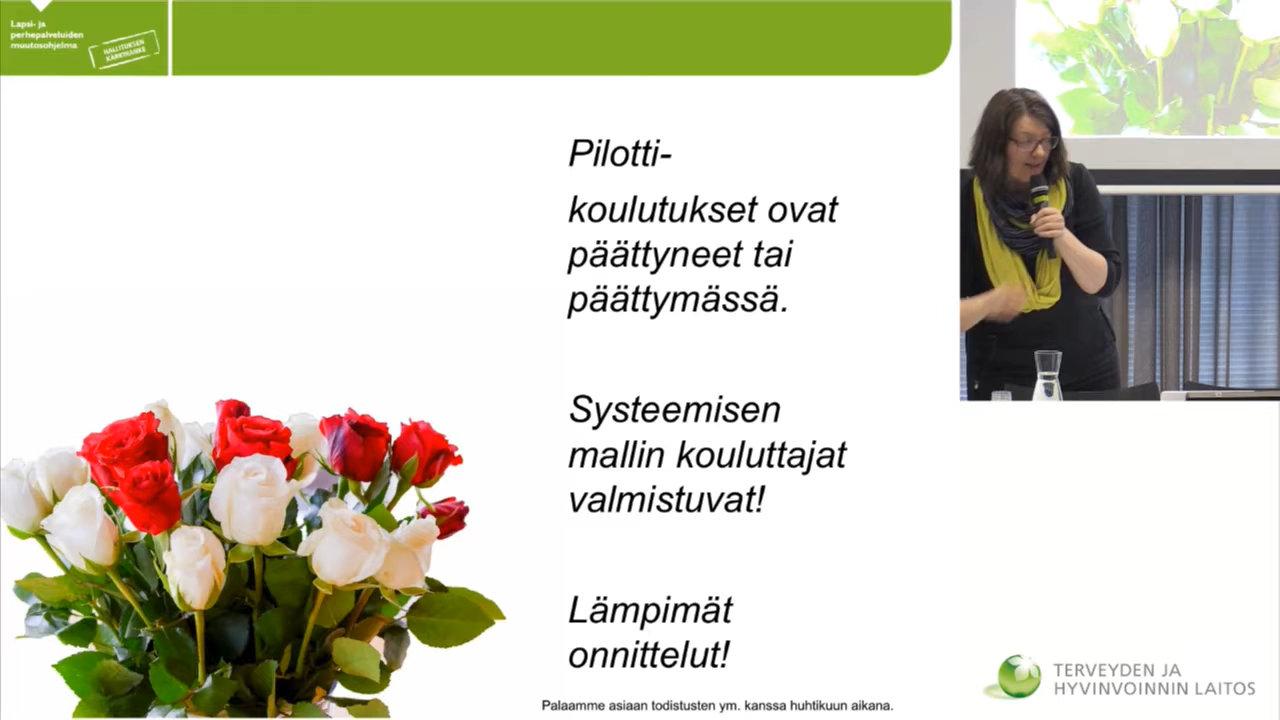 Lapsi- ja
perhepalveluiden
muutosohjelma
HALLITUKSEN
KÄRKIHANKE
Pilotti-
koulutukset ovat
päättyneet tai
päättymässä.
Systeemisen
mallin kouluttajat
valmistuvat!
Lämpimät
onnittelut!
Palaamme asiaan todistusten ym. kanssa huhtikuun aikana.
TERVEYDEN JA
HYVINVOINNIN LAITOS